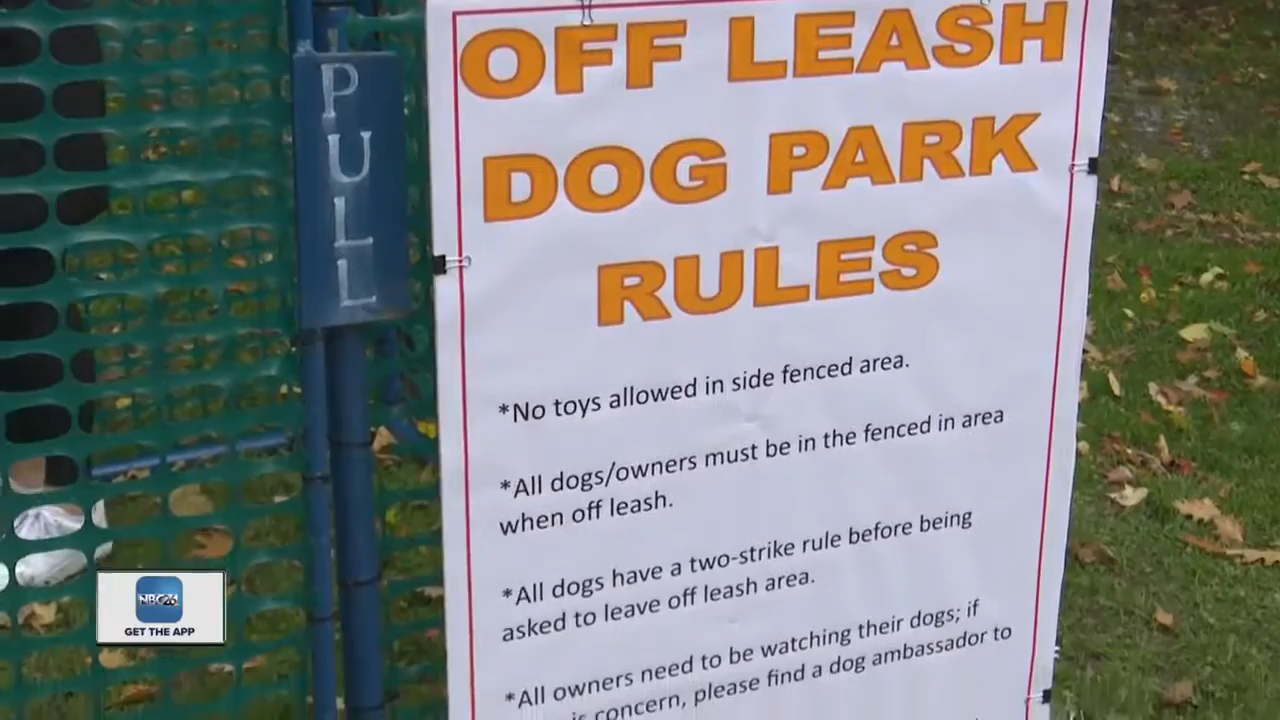 PULL
OFF LEASH
DOG PARK
RULES
*No toys allowed in side fenced area.
*All dogs/owners must be in the fenced in area
when off leash.
*All dogs have a two-strike rule before being
asked to leave off leash area.
*All owners need to be watching their dogs; if
is concern, please find a dog ambassador to
NBC26
GET THE APP